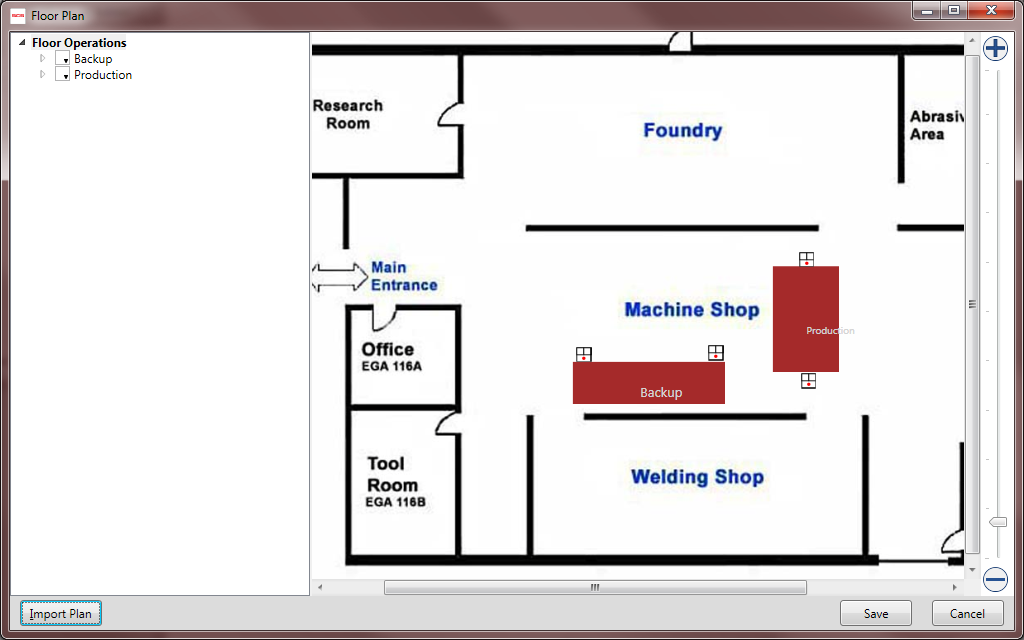 Floor Plan
Floor Operations
Backup
Production
Research
Room
Foundry
Abrasiv
Area
Main
Entrance
Machine Shop
Production
Office
EGA 116A
Backup
Tool
Room
EGA 116B
Welding Shop
Import Plan
Save
Cancel